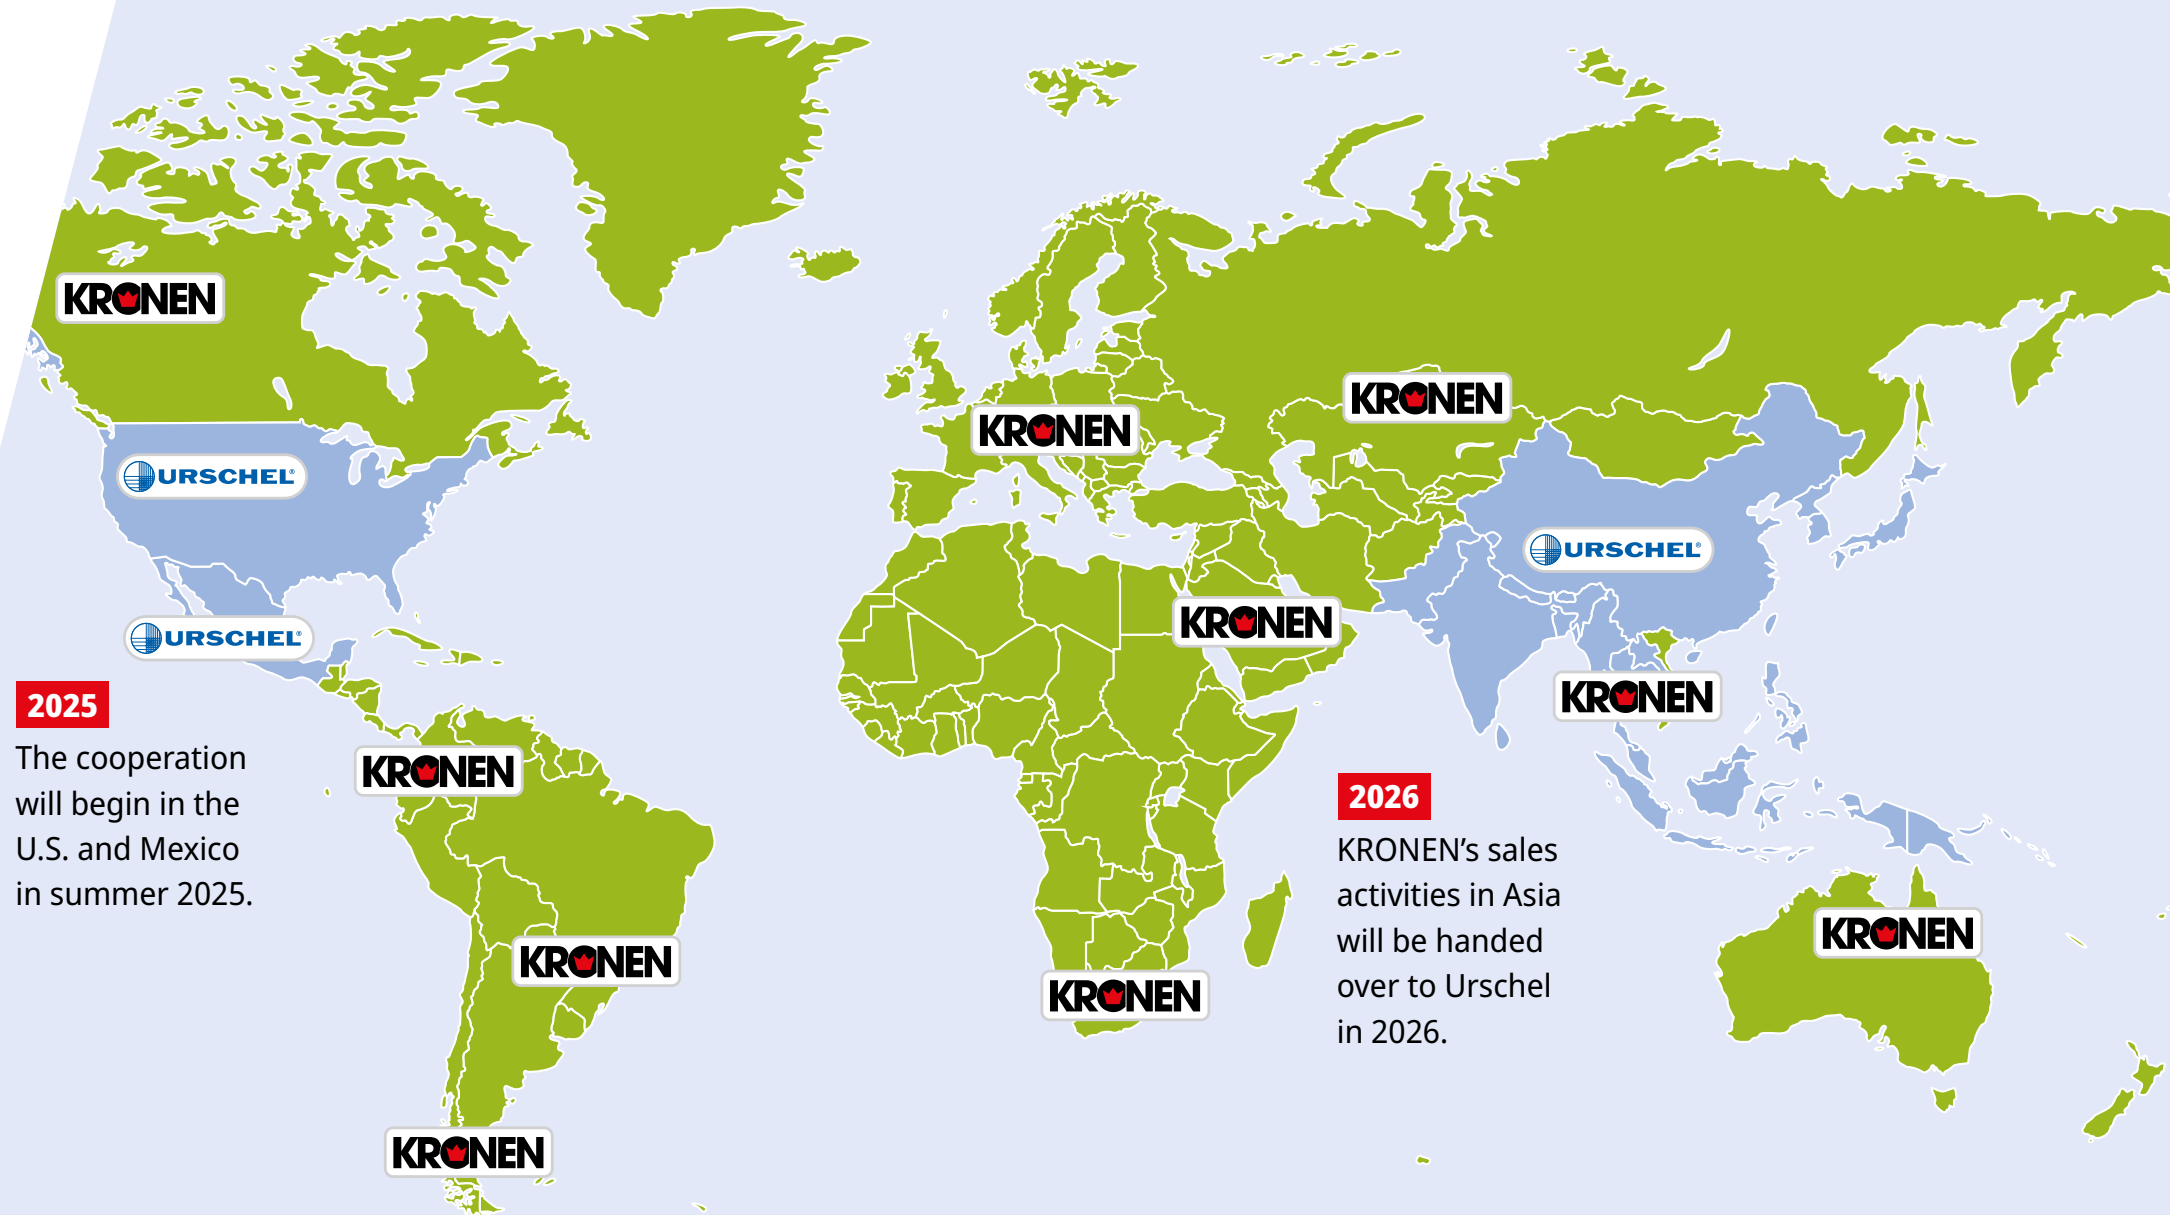 KRONEN
KRONEN
KRONEN
URSCHEL®
URSCHEL®
KRONEN
URSCHEL®
KRONEN
2025
The cooperation
will begin in the
U.S. and Mexico
in summer 2025.
KRONEN
KRONEN
2026
KRONEN’s sales
activities in Asia
will be handed
over to Urschel
in 2026.
KRONEN
KRONEN
KRONEN
KRONEN